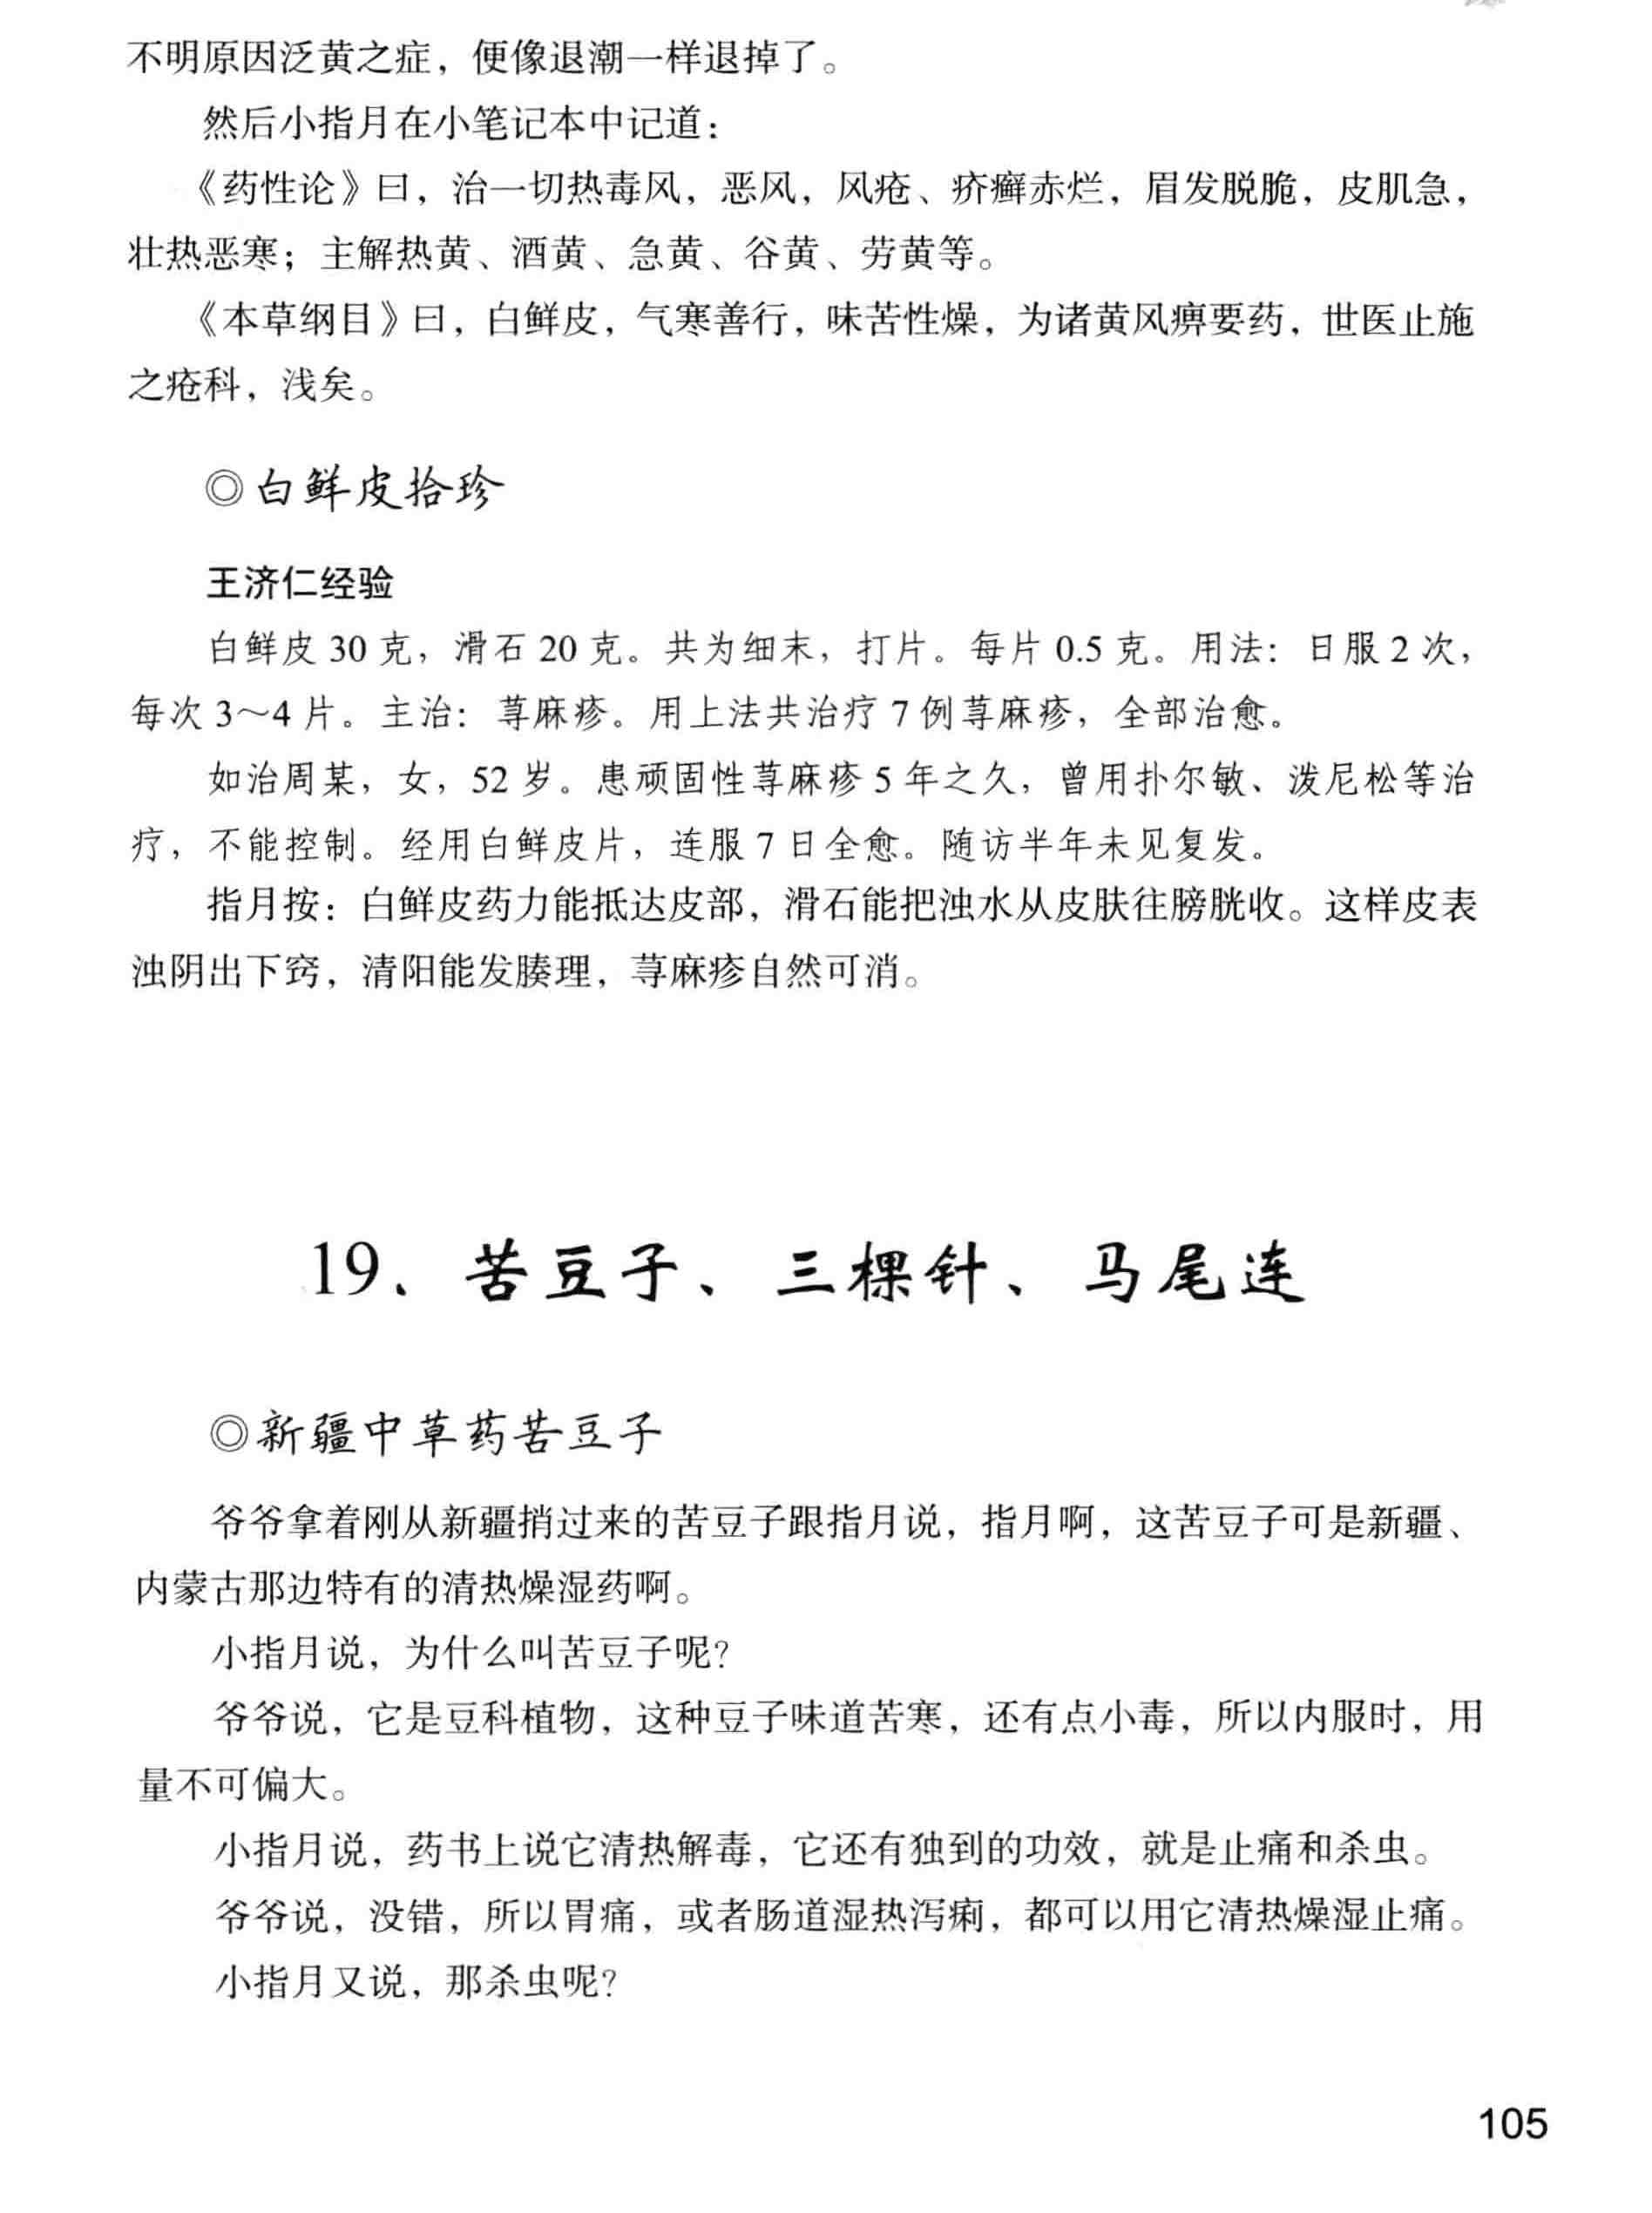 不明原因泛黄之症，便像退潮一样退掉了。
然后小指月在小笔记本中记道：
《药性论》曰，治一切热毒风，恶风，风疮、疥癣赤烂，眉发脱脆，皮肌急，
壮热恶寒；主解热黄、酒黄、急黄、谷黄、劳黄等。
《本草纲目》曰，白鲜皮，气寒善行，味苦性燥，为诸黄风痹要药，世医止施
之疮科，浅矣。
◎白鲜皮拾珍
王济仁经验
白鲜皮 30 克，滑石 20 克。共为细末，打片。每片 0.5 克。用法：日服 2 次，
每次 3～4 片。主治：荨麻疹。用上法共治疗 7 例荨麻疹，全部治愈。
如治周某，女，52 岁。患顽固性荨麻疹 5 年之久，曾用扑尔敏、泼尼松等治
疗，不能控制。经用白鲜皮片，连服 7 日全愈。随访半年未见复发。
指月按：白鲜皮药力能抵达皮部，滑石能把浊水从皮肤往膀胱收。这样皮表
浊阴出下窍，清阳能发腠理，荨麻疹自然可消。
19、苦豆子、三棵针、马尾连
◎新疆中草药苦豆子
爷爷拿着刚从新疆捎过来的苦豆子跟指月说，指月啊，这苦豆子可是新疆、
内蒙古那边特有的清热燥湿药啊。
小指月说，为什么叫苦豆子呢？
爷爷说，它是豆科植物，这种豆子味道苦寒，还有点小毒，所以内服时，用
量不可偏大。
小指月说，药书上说它清热解毒，它还有独到的功效，就是止痛和杀虫。
爷爷说，没错，所以胃痛，或者肠道湿热泻痢，都可以用它清热燥湿止痛。
小指月又说，那杀虫呢？
105